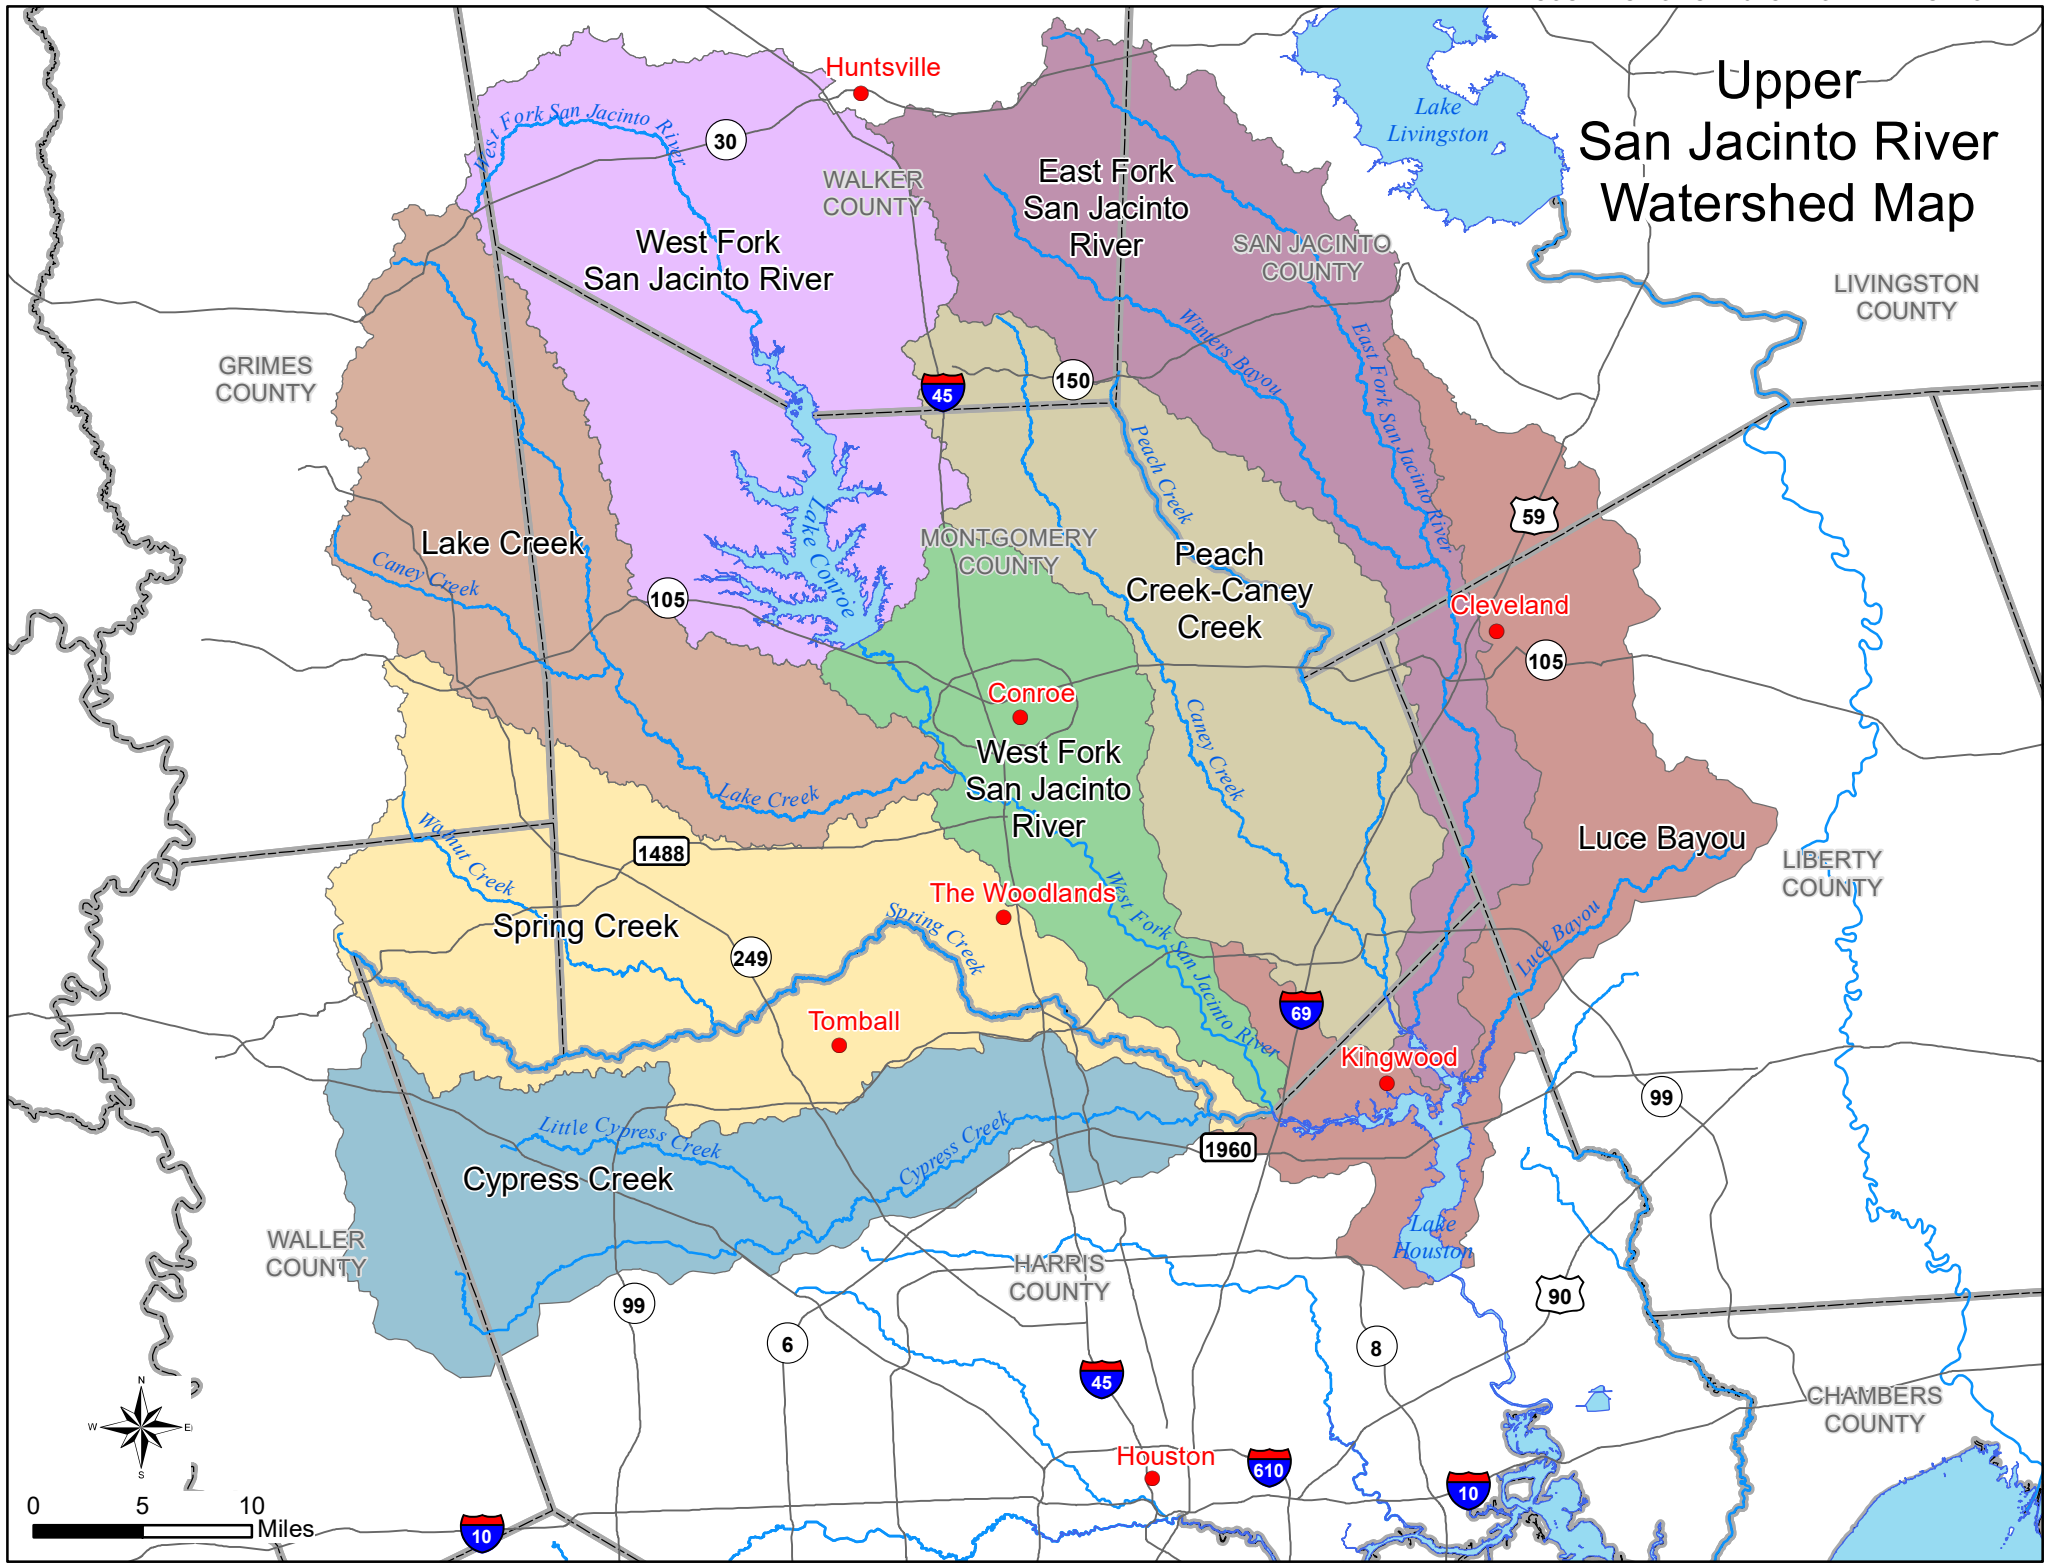 Upper
San Jacinto River
Watershed Map
Huntsville
Lake
Livingston
West Fork San Jacinto River
30
WALKER
COUNTY
East Fork
San Jacinto
River
West Fork
San Jacinto River
SAN JACINTO
COUNTY
LIVINGSTON
COUNTY
Winters Bayou
East Fork San Jacinto River
GRIMES
COUNTY
150
45
Peach Creek
59
Lake Conroe
Lake Creek
Caney Creek
MONTGOMERY
COUNTY
Peach
Creek-Caney
Creek
105
Cleveland
105
Conroe
West Fork
San Jacinto
River
Caney Creek
Lake Creek
Walnut Creek
1488
Luce Bayou
LIBERTY
COUNTY
The Woodlands
West Fork San Jacinto River
Spring Creek
Spring Creek
Luce Bayou
249
69
Tomball
Kingwood
99
Little Cypress Creek
Cypress Creek
1960
Cypress Creek
Lake
Houston
WALLER
COUNTY
HARRIS
COUNTY
99
6
8
90
45
CHAMBERS
COUNTY
N
W
E
S
Houston
610
10
0
5
10
Miles
10